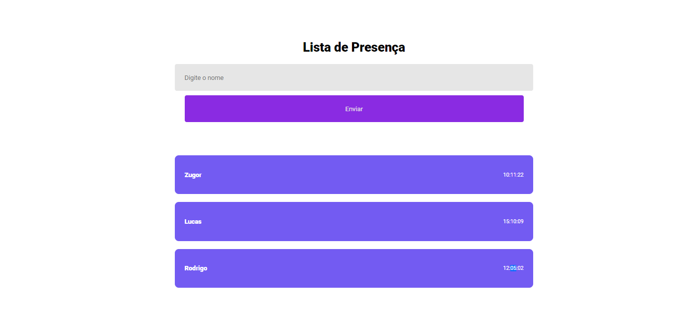 Lista de Presença
Digite o nome
Enviar
Zugor 10:11:22
Lucas 15:10:09
Rodrigo 12:05:02